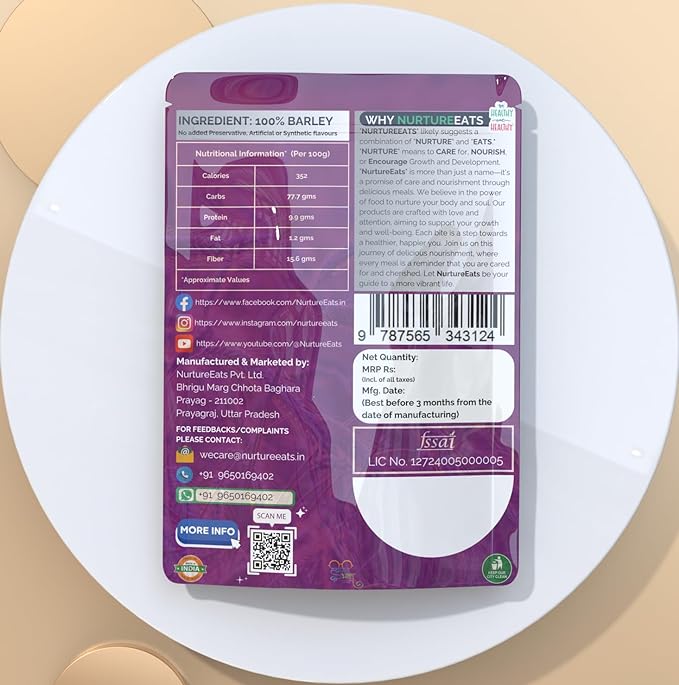 INGREDIENT: 100% BARLEY
No added Preservative, Artificial or Synthetic flavours
Nutritional Information* (Per 100g)
Calories 352
Carbs 77.7 gms
Protein 9.9 gms
Fat 1.2 gms
Fiber 15.6 gms
*Approximate Values
https://www.facebook.com/NurtureEats.in
https://www.instagram.com/nurtureeats
https://www.youtube.com/@NurtureEats
Manufactured & Marketed by:
NurtureEats Pvt. Ltd.
Bhrigu Marg Chhota Baghara
Prayag - 211002
Prayagraj, Uttar Pradesh
FOR FEEDBACKS/COMPLAINTS
PLEASE CONTACT:
wecare@nurtureeats.in
+91 9650169402
+91 9650169402
SCAN ME
MORE INFO
INDIA
WHY NURTUREEATS
HEALTHY
HEALTHY
"NURTUREEATS" likely suggests a
combination of "NURTURE" and "EATS."
"NURTURE" means to CARE for, NOURISH,
or Encourage Growth and Development.
"NurtureEats" is more than just a name—it's
a promise of care and nourishment through
delicious meals. We believe in the power
of food to nurture your body and soul. Our
products are crafted with love and
attention, aiming to support your growth
and well-being. Each bite is a step towards
a healthier, happier you. Join us on this
journey of delicious nourishment, where
every meal is a reminder that you are cared
for and cherished. Let NurtureEats be your
guide to a more vibrant life.
9 787565 343124
Net Quantity:
MRP Rs:
(Incl. of all taxes)
Mfg. Date:
(Best before 3 months from the
date of manufacturing)
fssai
LIC No. 12724005000005
KEEP OUR
CITY CLEAN